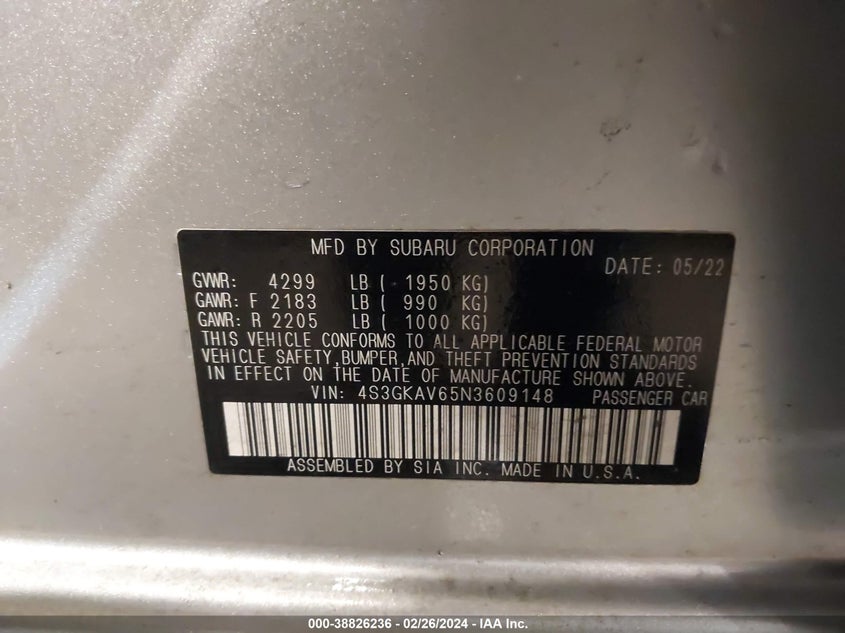 MFD BY SUBARU CORPORATION
DATE: 05/22
GVWR: 4299 LB ( 1950 KG)
GAWR: F 2183 LB ( 990 KG)
GAWR: R 2205 LB ( 1000 KG)
THIS VEHICLE CONFORMS TO ALL APPLICABLE FEDERAL MOTOR
VEHICLE SAFETY,BUMPER,AND THEFT PREVENTION STANDARDS
IN EFFECT ON THE DATE OF MANUFACTURE SHOWN ABOVE.
VIN: 4S3GKAV65N3609148 PASSENGER CAR
ASSEMBLED BY SIA INC. MADE IN U.S.A.
000-38826236 - 02/26/2024 - IAA Inc.